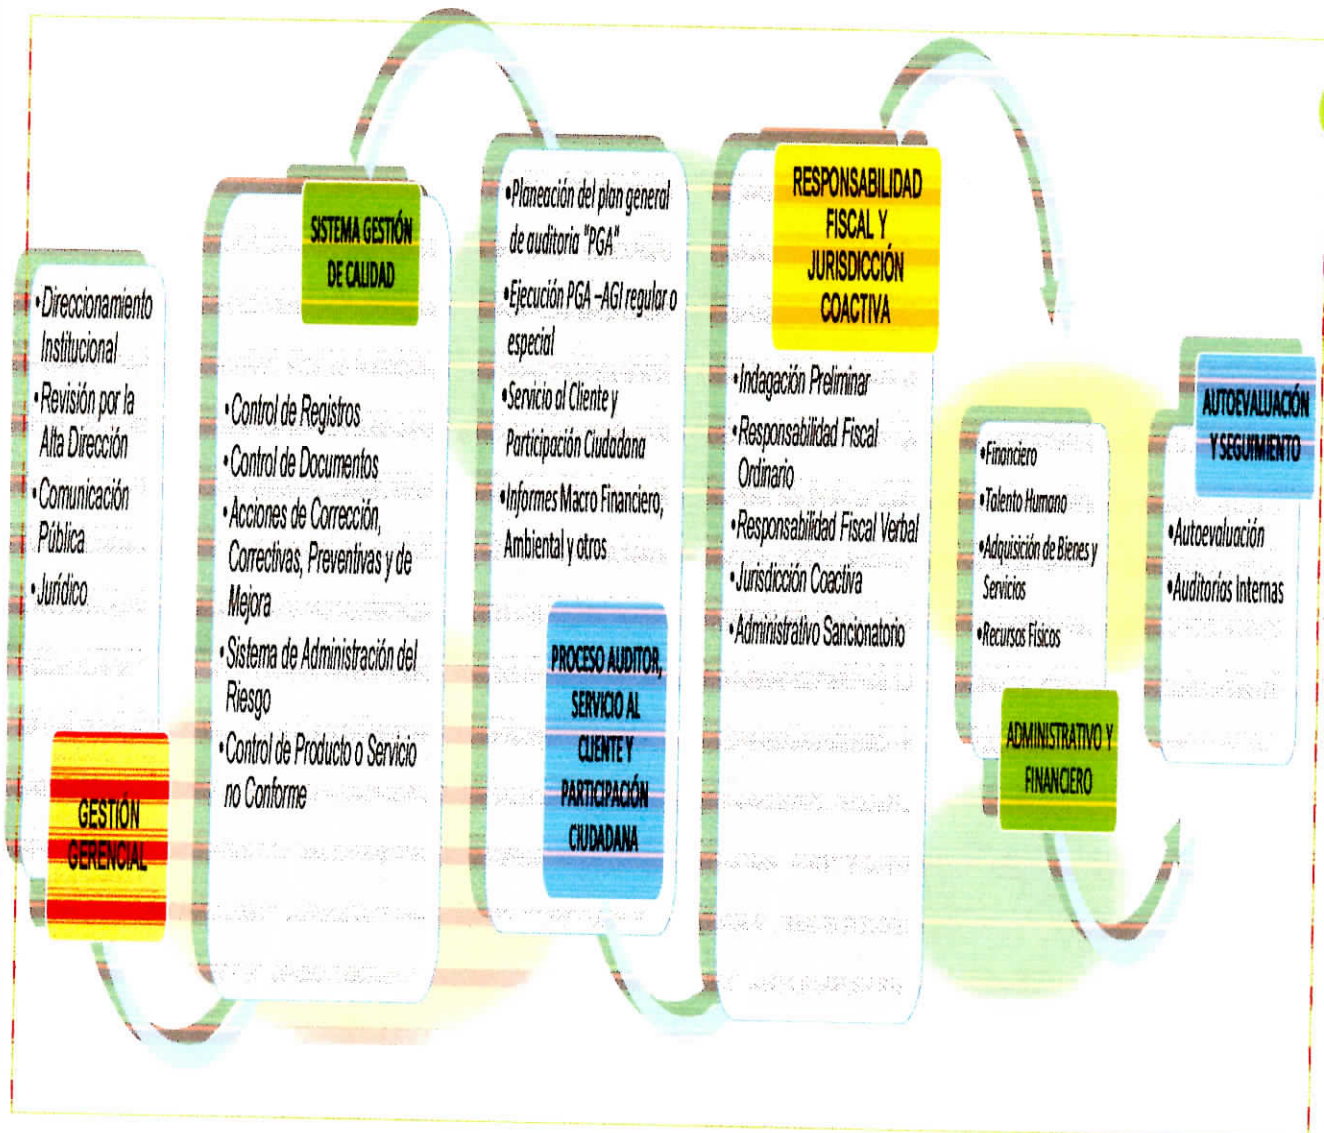 •Direccionamiento
Institucional
•Revisión por la
Alta Dirección
•Comunicación
Pública
•Jurídico
GESTIÓN
GERENCIAL
SISTEMA GESTIÓN
DE CALIDAD
•Control de Registros
•Control de Documentos
•Acciones de Corrección,
Correctivas, Preventivas y de
Mejora
•Sistema de Administración del
Riesgo
•Control de Producto o Servicio
no Conforme
•Planeación del plan general
de auditoria "PGA"
•Ejecución PGA –AGI regular o
especial
•Servicio al Cliente y
Participación Ciudadana
•Informes Macro Financiero,
Ambiental y otros
PROCESO AUDITOR,
SERVICIO AL
CLIENTE Y
PARTICIPACIÓN
CIUDADANA
RESPONSABILIDAD
FISCAL Y
JURISDICCIÓN
COACTIVA
•Indagación Preliminar
•Responsabilidad Fiscal
Ordinario
•Responsabilidad Fiscal Verbal
•Jurisdicción Coactiva
•Administrativo Sancionatorio
•Financiero
•Talento Humano
•Adquisición de Bienes y
Servicios
•Recursos Físicos
ADMINISTRATIVO Y
FINANCIERO
AUTOEVALUACIÓN
Y SEGUIMIENTO
•Autoevaluación
•Auditorías Internas